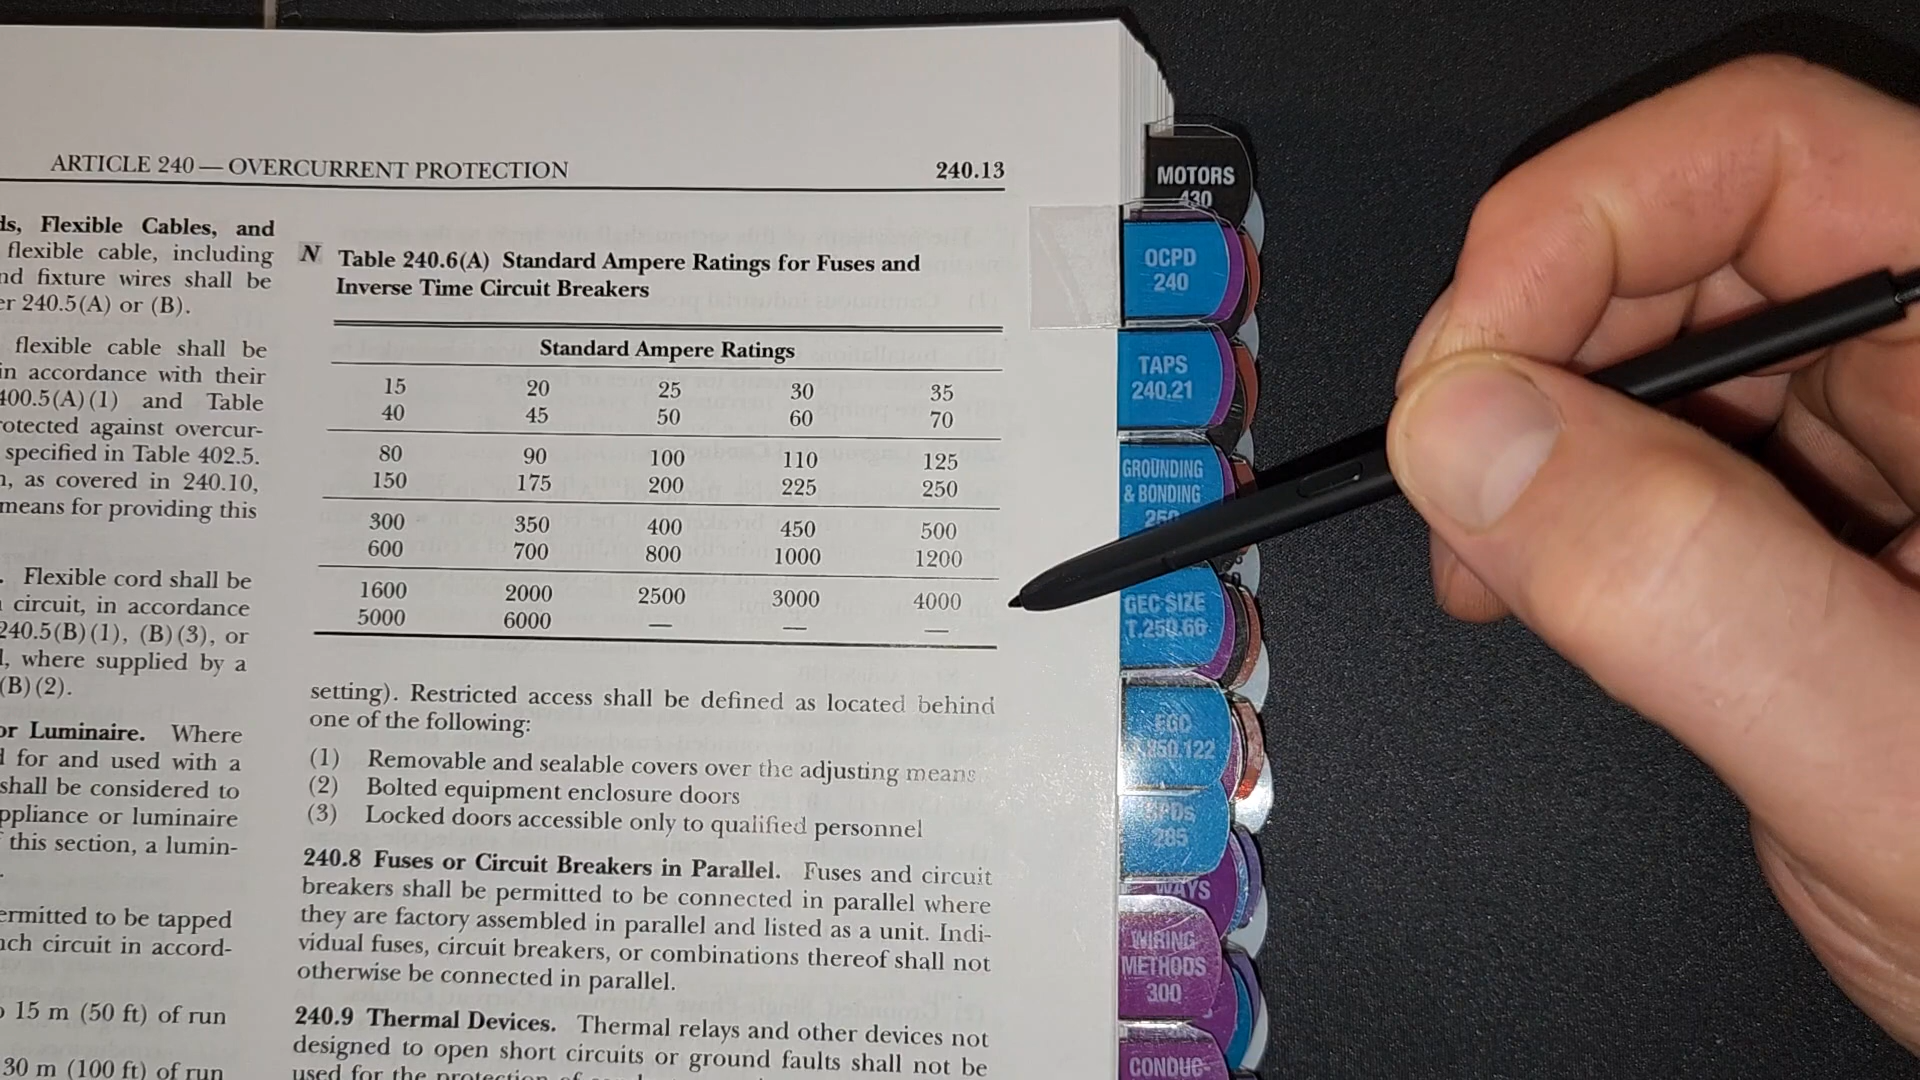 ARTICLE 240 — OVERCURRENT PROTECTION 240.13
ds, Flexible Cables, and
flexible cable, including
nd fixture wires shall be
er 240.5(A) or (B).
flexible cable shall be
in accordance with their
400.5(A)(1) and Table
rotected against overcur-
specified in Table 402.5.
n, as covered in 240.10,
means for providing this
. Flexible cord shall be
circuit, in accordance
240.5(B)(1), (B)(3), or
l, where supplied by a
(B)(2).
or Luminaire. Where
d for and used with a
shall be considered to
ppliance or luminaire
this section, a lumin-
ermitted to be tapped
ach circuit in accord-
15 m (50 ft) of run
30 m (100 ft) of run
N Table 240.6(A) Standard Ampere Ratings for Fuses and
Inverse Time Circuit Breakers
Standard Ampere Ratings
15 20 25 30 35
40 45 50 60 70
80 90 100 110 125
150 175 200 225 250
300 350 400 450 500
600 700 800 1000 1200
1600 2000 2500 3000 4000
5000 6000 — — —
setting). Restricted access shall be defined as located behind
one of the following:
(1) Removable and sealable covers over the adjusting means
(2) Bolted equipment enclosure doors
(3) Locked doors accessible only to qualified personnel
240.8 Fuses or Circuit Breakers in Parallel. Fuses and circuit
breakers shall be permitted to be connected in parallel where
they are factory assembled in parallel and listed as a unit. Indi-
vidual fuses, circuit breakers, or combinations thereof shall not
otherwise be connected in parallel.
240.9 Thermal Devices. Thermal relays and other devices not
designed to open short circuits or ground faults shall not be
used for the protection of
MOTORS
430
OCPD
240
TAPS
240.21
GROUNDING
& BONDING
250
GEC SIZE
T.250.66
EGC
250.122
SPDs
285
WAYS
WIRING
METHODS
300
CONDUC-